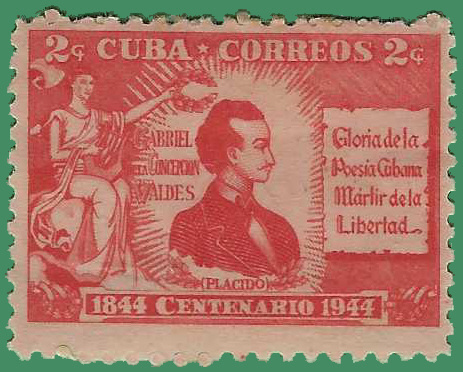 2¢ CUBA ★ CORREOS 2¢
GABRIEL
DE LA CONCEPCION
VALDES
(PLACIDO)
Gloria de la
Poesia Cubana
Mártir de la
Libertad
1844 CENTENARIO 1944